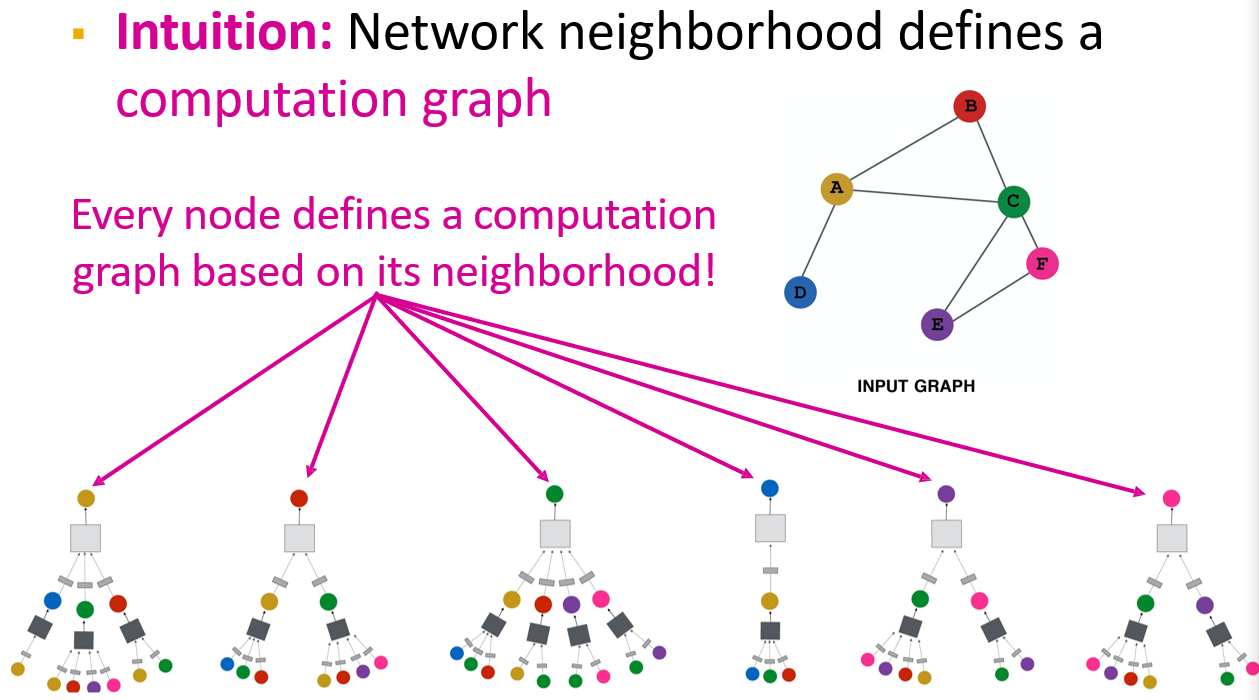 Intuition: Network neighborhood defines a
computation graph
Every node defines a computation
graph based on its neighborhood!
B
A
C
F
D
E
INPUT GRAPH